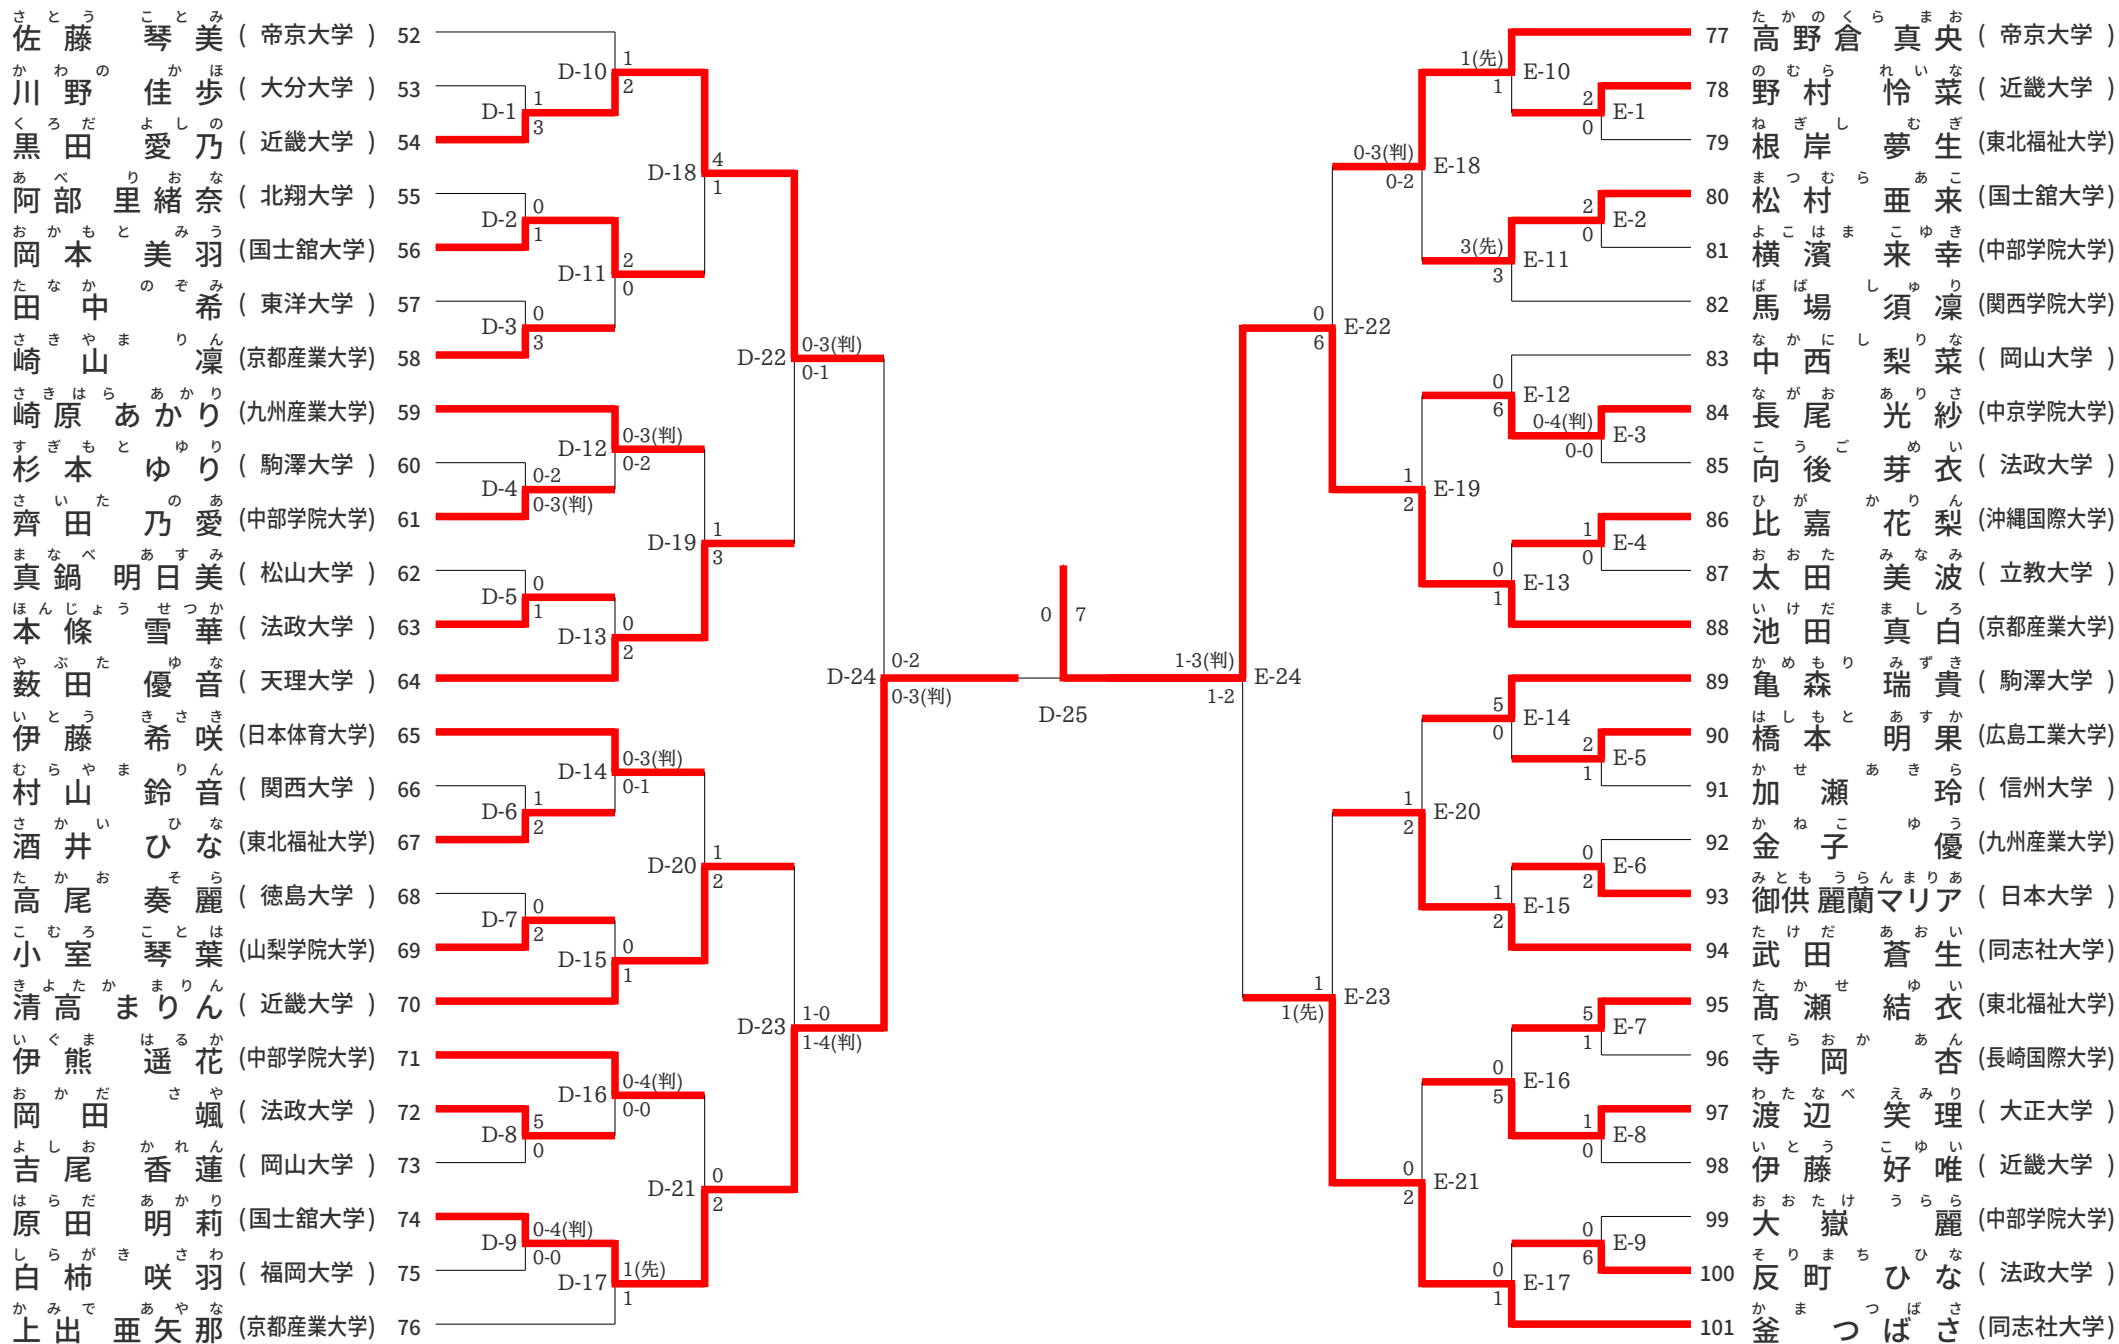 さとう ことみ
佐藤 琴美 ( 帝京大学 ) 52
かわの かほ
川野 佳歩 ( 大分大学 ) 53
くろだ よしの
黒田 愛乃 ( 近畿大学 ) 54
あべ りおな
阿部 里緒奈 ( 北翔大学 ) 55
おかもと みう
岡本 美羽 (国士舘大学) 56
たなか のぞみ
田中 希 ( 東洋大学 ) 57
さきやま りん
崎山 凜 (京都産業大学) 58
さきはら あかり
崎原 あかり (九州産業大学) 59
すぎもと ゆり
杉本 ゆり ( 駒澤大学 ) 60
さいた のあ
齊田 乃愛 (中部学院大学) 61
まなべ あすみ
真鍋 明日美 ( 松山大学 ) 62
ほんじょう せつか
本條 雪華 ( 法政大学 ) 63
やぶた ゆな
薮田 優音 ( 天理大学 ) 64
いとう きさき
伊藤 希咲 (日本体育大学) 65
むらやま りん
村山 鈴音 ( 関西大学 ) 66
さかい ひな
酒井 ひな (東北福祉大学) 67
たかお そら
高尾 奏麗 ( 徳島大学 ) 68
こむろ ことは
小室 琴葉 (山梨学院大学) 69
きよたか まりん
清高 まりん ( 近畿大学 ) 70
いぐま はるか
伊熊 遥花 (中部学院大学) 71
おかだ さや
岡田 颯 ( 法政大学 ) 72
よしお かれん
吉尾 香蓮 ( 岡山大学 ) 73
はらだ あかり
原田 明莉 (国士舘大学) 74
しらがき さわ
白柿 咲羽 ( 福岡大学 ) 75
かみで あやな
上出 亜矢那 (京都産業大学) 76
D-1 1 3
D-2 0 1
D-3 0 3
D-4 0-2 0-3(判)
D-5 0 1
D-6 1 2
D-7 0 2
D-8 5 0
D-9 0-4(判) 0-0
D-10 1 2
D-11 2 0
D-12 0-3(判) 0-2
D-13 0 2
D-14 0-3(判) 0-1
D-15 0 1
D-16 0-4(判) 0-0
D-17 1(先) 1
D-18 4 1
D-19 1 3
D-20 1 2
D-21 0 2
D-22 0-3(判) 0-1
D-23 1-0 1-4(判)
D-24 0-2 0-3(判)
0 7
D-25
1-3(判) 1-2 E-24
0 6 E-22
1 1(先) E-23
0-3(判) 0-2 E-18
1 2 E-19
1 2 E-20
0 2 E-21
1(先) 1 E-10
3(先) 3 E-11
0 6 E-12
0 1 E-13
5 0 E-14
1 2 E-15
0 5 E-16
0 1 E-17
2 0 E-1
2 0 E-2
0-4(判) 0-0 E-3
1 0 E-4
2 1 E-5
0 2 E-6
5 1 E-7
1 0 E-8
0 6 E-9
たかのくら まお
77 高野倉 真央 ( 帝京大学 )
のむら れいな
78 野村 怜菜 ( 近畿大学 )
ねぎし むぎ
79 根岸 夢生 (東北福祉大学)
まつむら あこ
80 松村 亜来 (国士舘大学)
よこはま こゆき
81 横濱 来幸 (中部学院大学)
ばば しゅり
82 馬場 須凜 (関西学院大学)
なかにし りな
83 中西 梨菜 ( 岡山大学 )
ながお ありさ
84 長尾 光紗 (中京学院大学)
こうご めい
85 向後 芽衣 ( 法政大学 )
ひが かりん
86 比嘉 花梨 (沖縄国際大学)
おおた みなみ
87 太田 美波 ( 立教大学 )
いけだ ましろ
88 池田 真白 (京都産業大学)
かめもり みずき
89 亀森 瑞貴 ( 駒澤大学 )
はしもと あすか
90 橋本 明果 (広島工業大学)
かせ あきら
91 加瀬 玲 ( 信州大学 )
かねこ ゆう
92 金子 優 (九州産業大学)
みとも うらんまりあ
93 御供 麗蘭マリア ( 日本大学 )
たけだ あおい
94 武田 蒼生 (同志社大学)
たかせ ゆい
95 髙瀬 結衣 (東北福祉大学)
てらおか あん
96 寺岡 杏 (長崎国際大学)
わたなべ えみり
97 渡辺 笑理 ( 大正大学 )
いとう こゆい
98 伊藤 好唯 ( 近畿大学 )
おおたけ うらら
99 大嶽 麗 (中部学院大学)
そりまち ひな
100 反町 ひな ( 法政大学 )
かま つばさ
101 釜 つばさ (同志社大学)